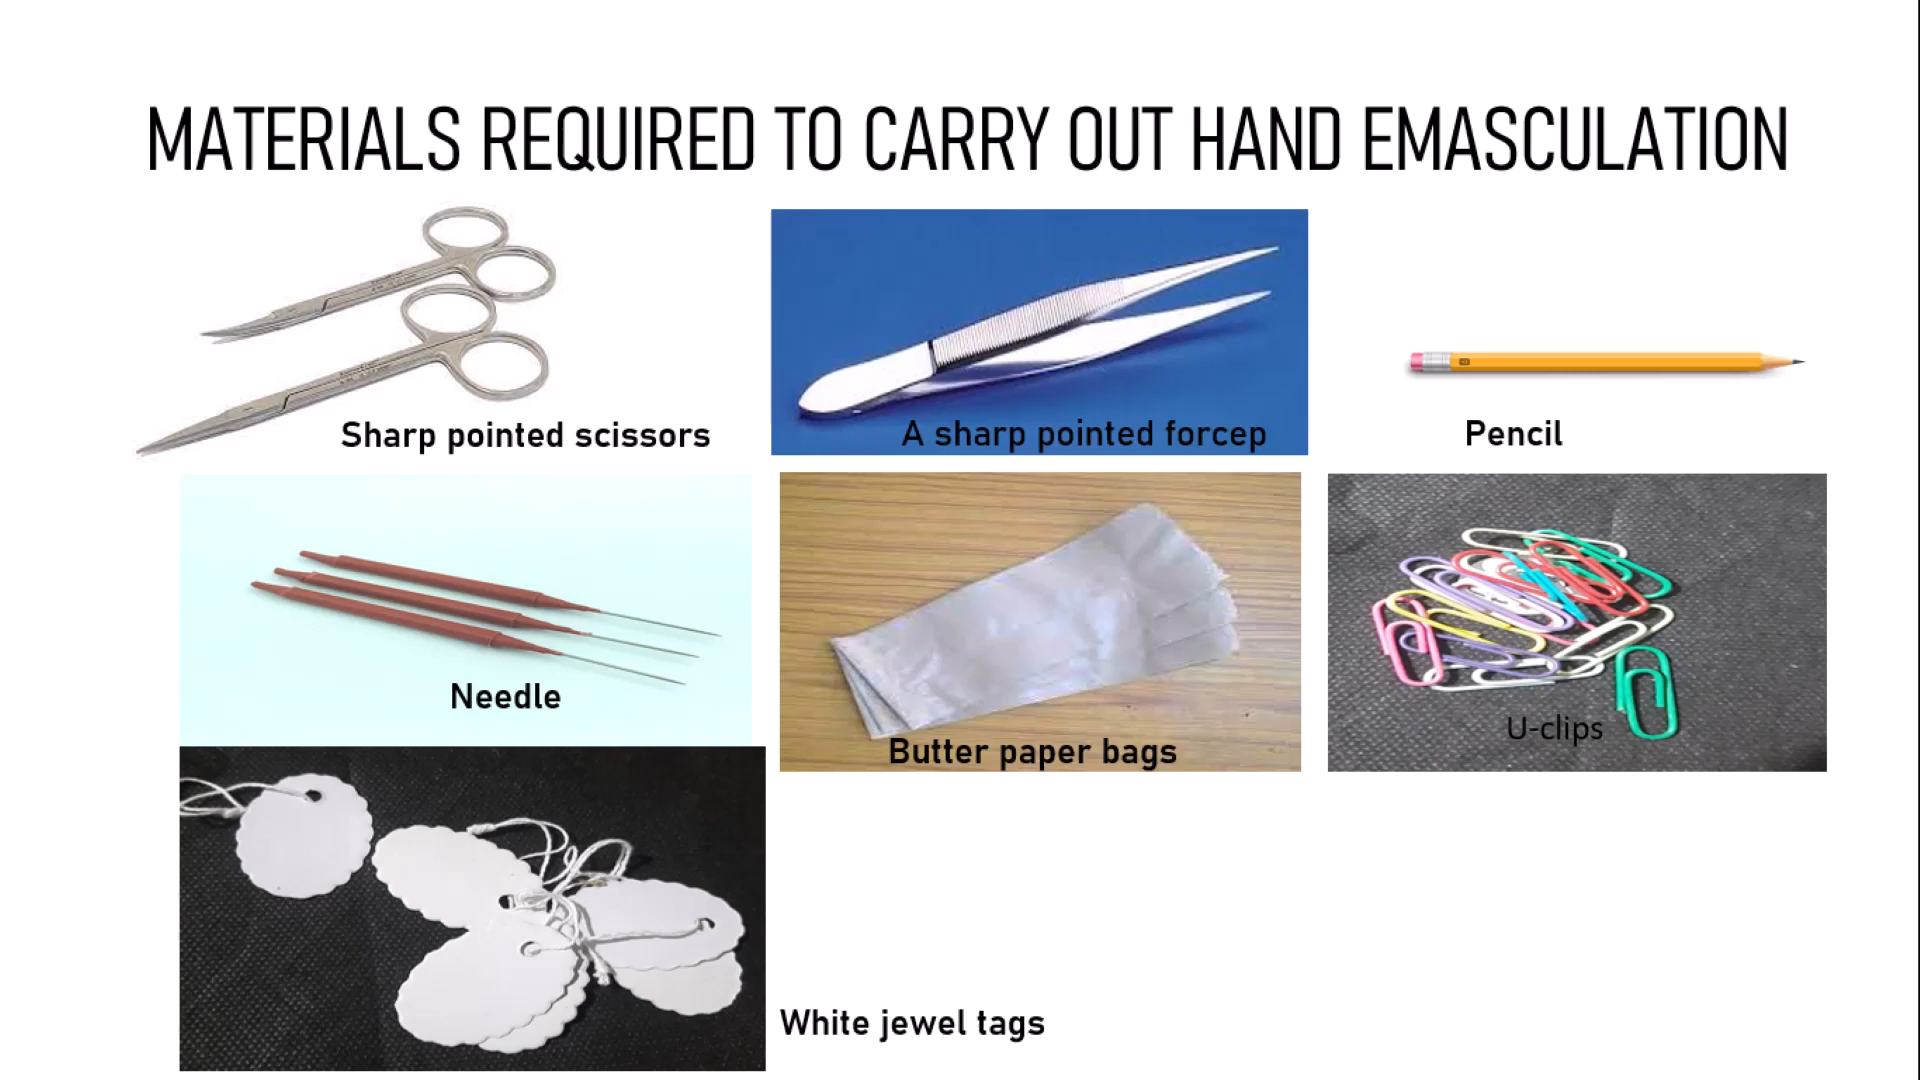 MATERIALS REQUIRED TO CARRY OUT HAND EMASCULATION
Sharp pointed scissors
A sharp pointed forcep
Pencil
Needle
Butter paper bags
U-clips
White jewel tags